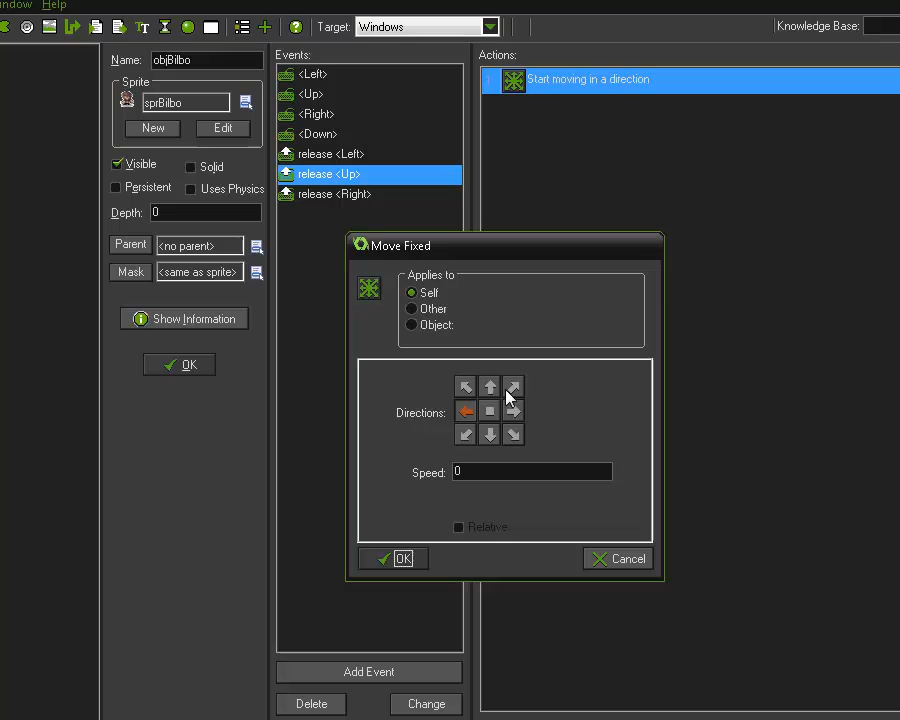 indow Help
Target: Windows
Knowledge Base:
Name: objBilbo
Sprite
sprBilbo
New Edit
Visible Solid
Persistent Uses Physics
Depth: 0
Parent <no parent>
Mask <same as sprite>
Show Information
OK
Events:
<Left>
<Up>
<Right>
<Down>
release <Left>
release <Up>
release <Right>
Add Event
Delete Change
Actions:
1 Start moving in a direction
Move Fixed
Applies to
Self
Other
Object:
Directions:
Speed: 0
Relative
OK Cancel